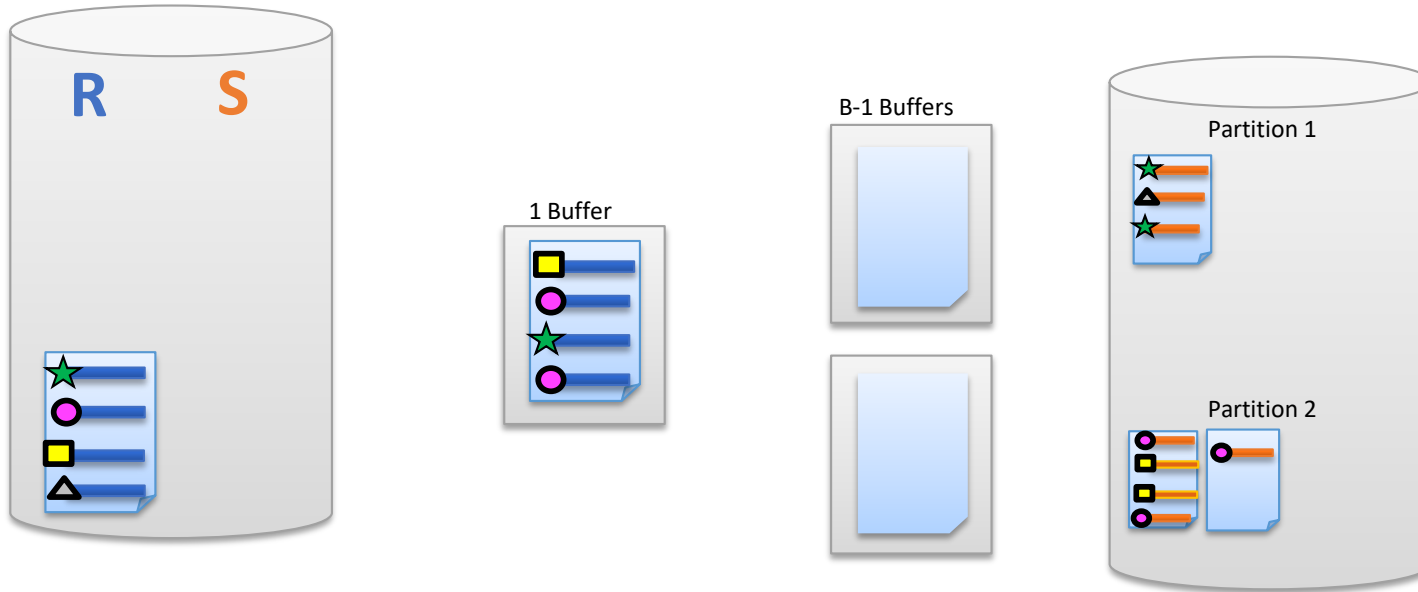 R S
1 Buffer
B-1 Buffers
Partition 1
Partition 2